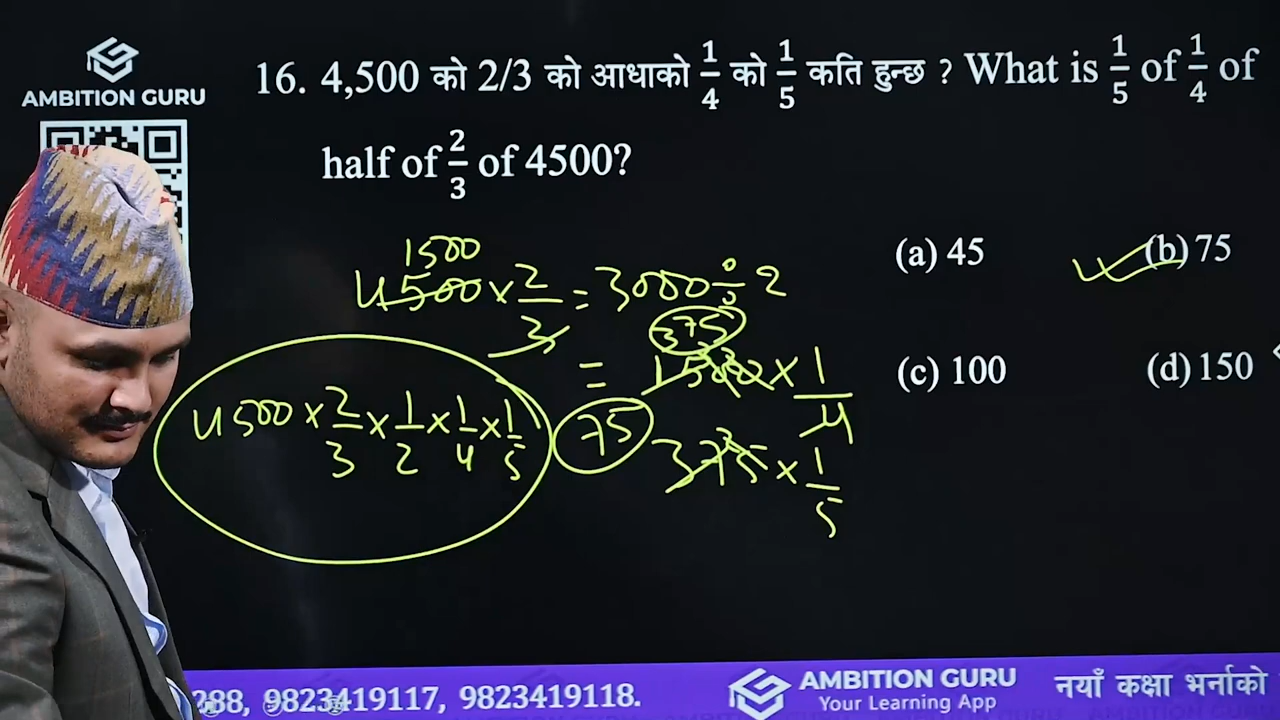 AMBITION GURU
16. 4,500 को 2/3 को आधाको 1/4 को 1/5 कति हुन्छ ? What is 1/5 of 1/4 of
half of 2/3 of 4500?
(a) 45
(b) 75
(c) 100
(d) 150
1500
4500 × 2/3 = 3000 ÷ 2
375
= 1500 × 1/4
4500 × 2/3 × 1/2 × 1/4 × 1/5
75
375 × 1/5
288, 9823419117, 9823419118.
AMBITION GURU
Your Learning App
नयाँ कक्षा भर्नाको